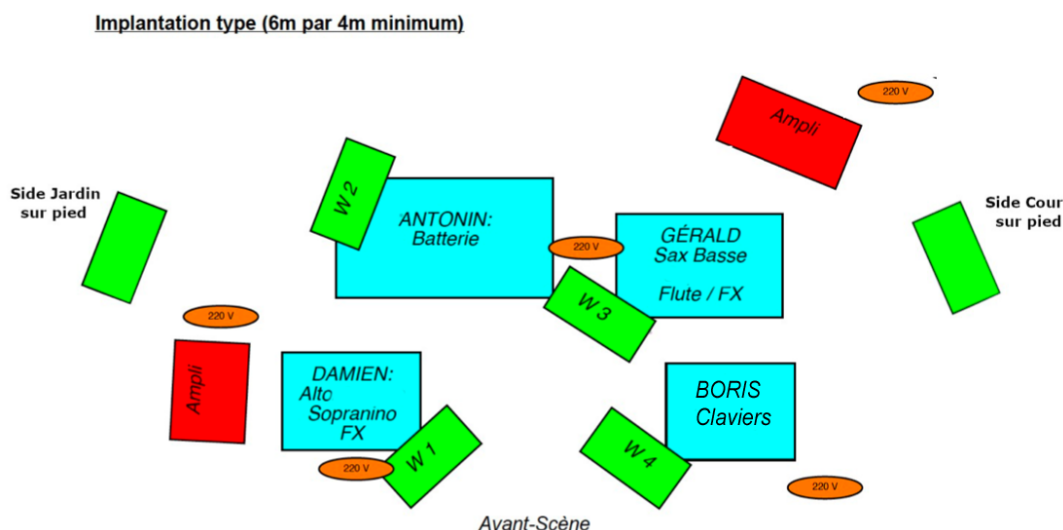 Implantation type (6m par 4m minimum)
220 V
Ampli
Side Jardin
sur pied
W 2
ANTONIN:
Batterie
220 V
GÉRALD
Sax Basse
Flute / FX
Side Cour
sur pied
W 3
220 V
Ampli
DAMIEN:
Alto
Sopranino
FX
BORIS
Claviers
220 V
W 1
W 4
220 V
Avant-Scène